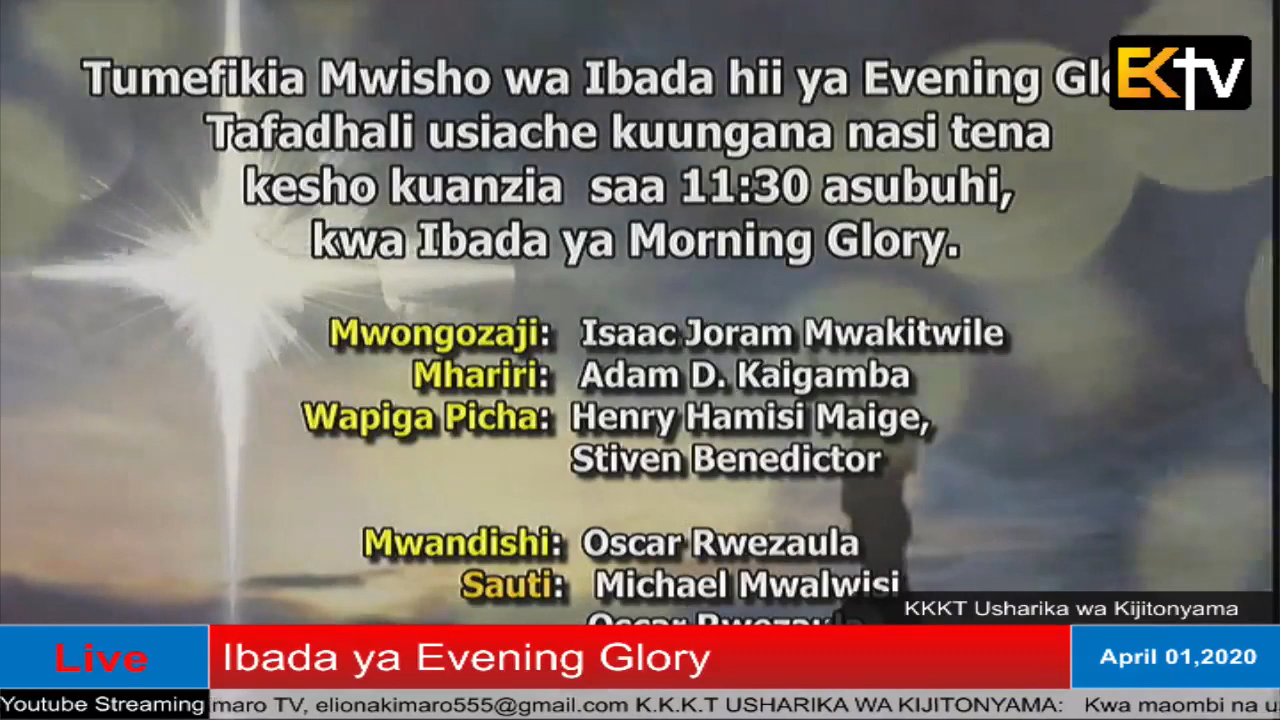 Tumefikia Mwisho wa Ibada hii ya Evening
EKTV
Tafadhali usiache kuungana nasi tena
kesho kuanzia saa 11:30 asubuhi,
kwa Ibada ya Morning Glory.
Mwongozaji: Isaac Joram Mwakitwile
Mhariri: Adam D. Kaigamba
Wapiga Picha: Henry Hamisi Maige,
Stiven Benedictor
Mwandishi: Oscar Rwezaula
Sauti: Michael Mwalwisi
KKKT Usharika wa Kijitonyama
Live Ibada ya Evening Glory April 01,2020
Youtube Streaming imaro TV, elionakimaro555@gmail.com K.K.K.T USHARIKA WA KIJITONYAMA: Kwa maombi na u